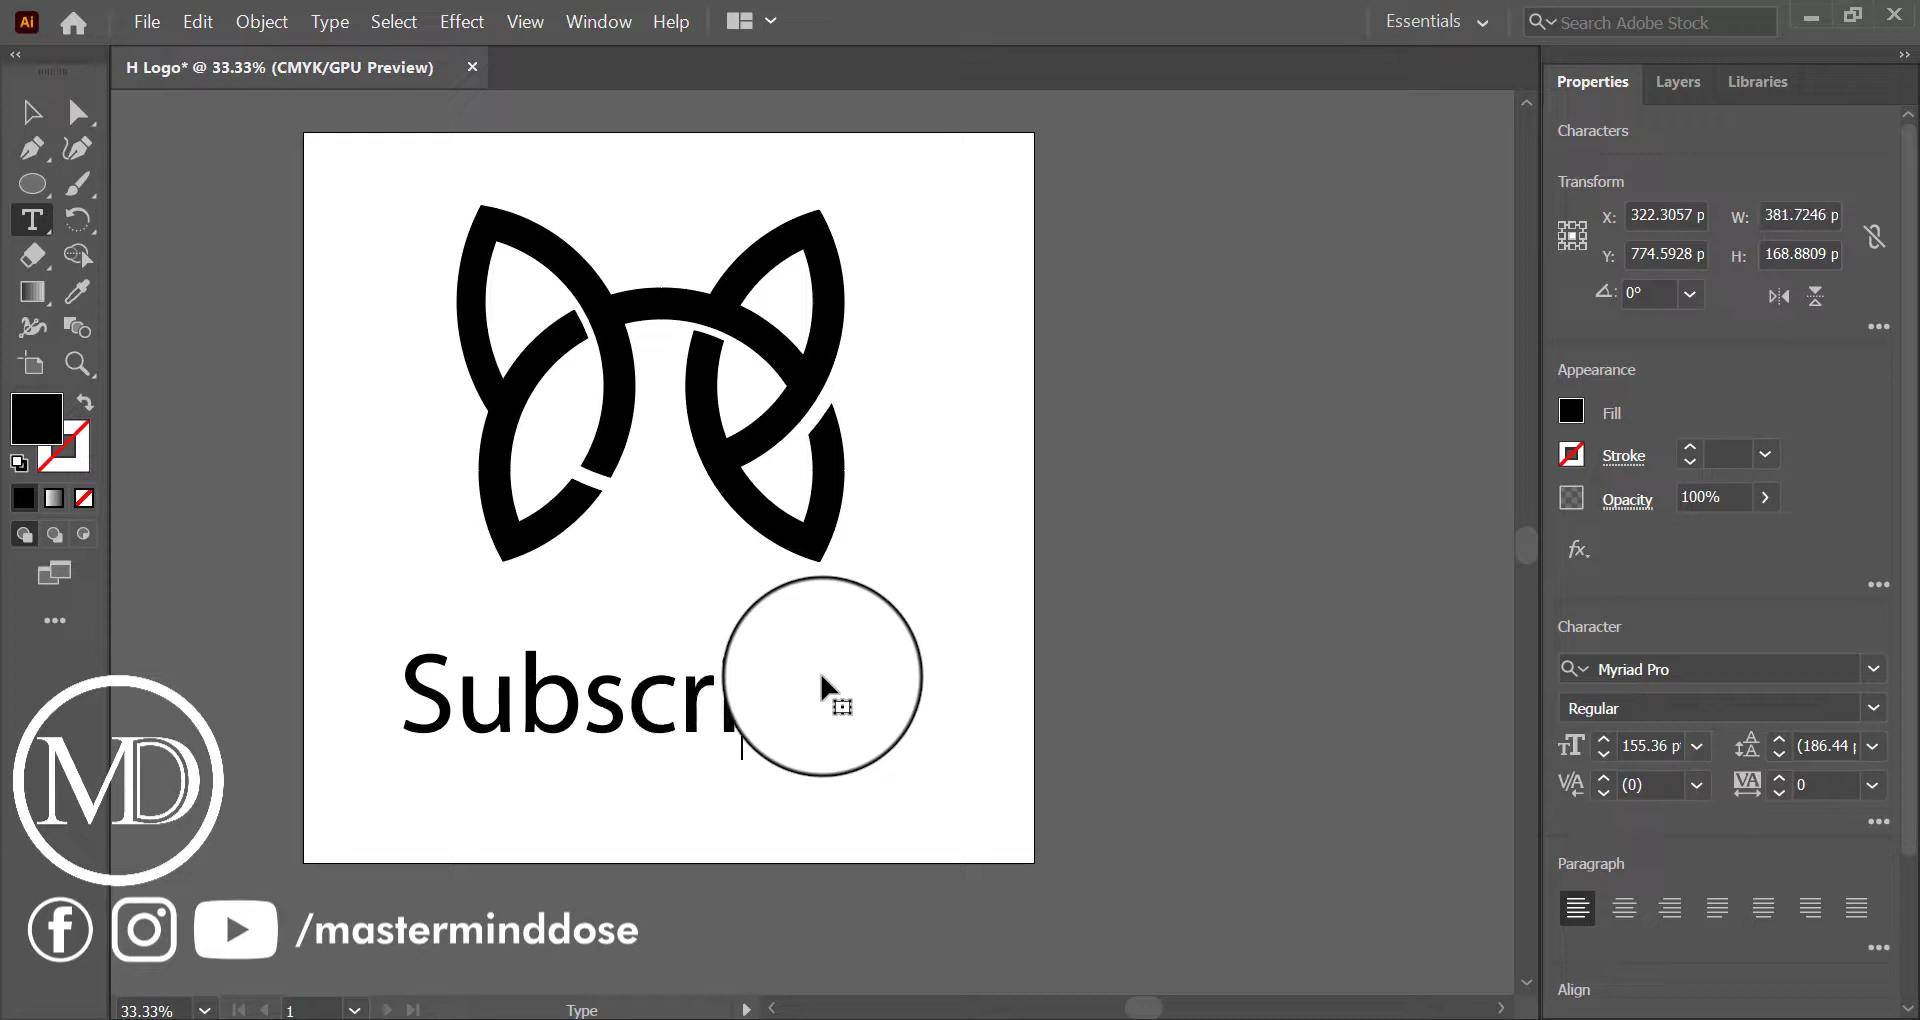 Ai File Edit Object Type Select Effect View Window Help Essentials Search Adobe Stock
H Logo* @ 33.33% (CMYK/GPU Preview)
Properties Layers Libraries
Characters
Transform
X: 322.3057 p W: 381.7246 p
Y: 774.5928 p H: 168.8809 p
0°
Appearance
Fill
Stroke
Opacity 100%
fx.
Character
Myriad Pro
Regular
155.36 p (186.44 p
(0) 0
Paragraph
Align
Subscri
MD
/masterminddose
33.33% 1 Type